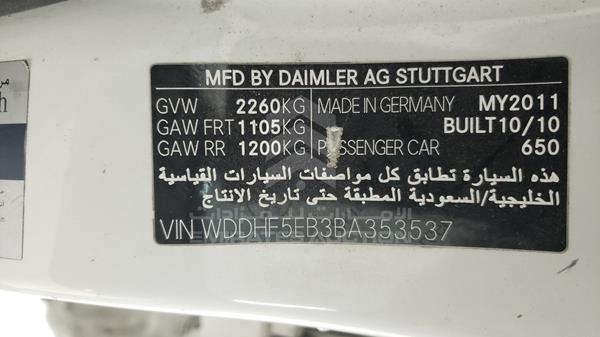 MFD BY DAIMLER AG STUTTGART
GVW 2260KG MADE IN GERMANY MY2011
GAW FRT 1105KG BUILT10/10
GAW RR 1200KG PASSENGER CAR 650
هذه السيارة تطابق كل مواصفات السيارات القياسية
الخليجية/السعودية المطبقة حتى تاريخ الانتاج
VIN WDDHF5EB3BA353537